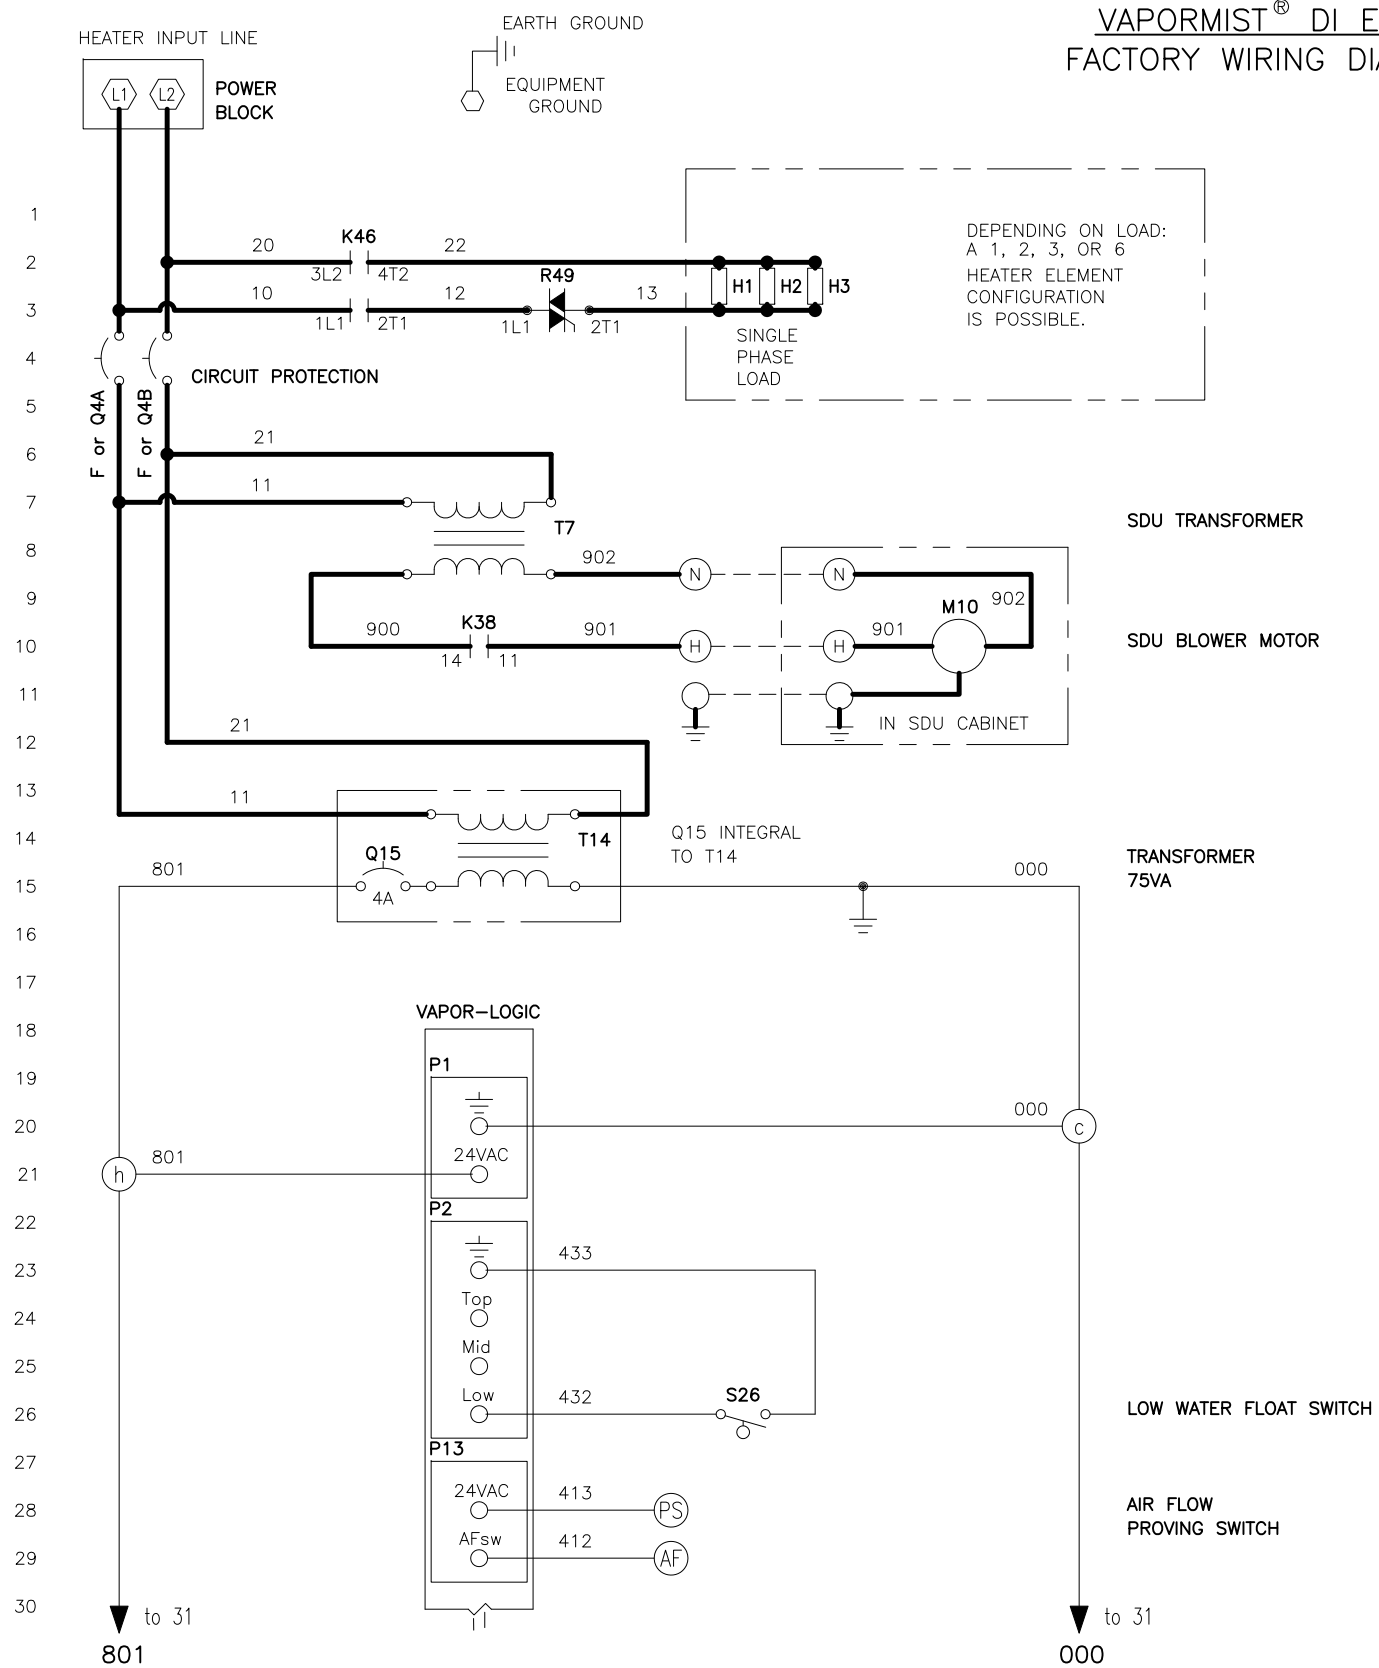 VAPORMIST® DI E
FACTORY WIRING DIA
EARTH GROUND
HEATER INPUT LINE
EQUIPMENT
GROUND
L1 L2
POWER
BLOCK
1
DEPENDING ON LOAD:
A 1, 2, 3, OR 6
HEATER ELEMENT
CONFIGURATION
IS POSSIBLE.
2
20 K46 22
3L2 4T2 R49
H1 H2 H3
3
10 12 13
1L1 2T1 1L1 2T1
SINGLE
PHASE
LOAD
4
CIRCUIT PROTECTION
F or Q4A
F or Q4B
5
6
21
7
11
T7
SDU TRANSFORMER
8
902 N N
9
M10 902
10
900 K38 901 H H 901
14 11
SDU BLOWER MOTOR
11
IN SDU CABINET
12
21
13
11
14
T14
Q15 INTEGRAL
TO T14
TRANSFORMER
75VA
15
801 Q15 000
4A
16
17
VAPOR-LOGIC
18
19
P1
20
000 c
24VAC
21
h 801
22
P2
23
433
Top
24
Mid
25
Low
26
432 S26
LOW WATER FLOAT SWITCH
27
P13
24VAC
28
413 PS
AIR FLOW
PROVING SWITCH
AFsw
29
412 AF
30
to 31 to 31
801 000